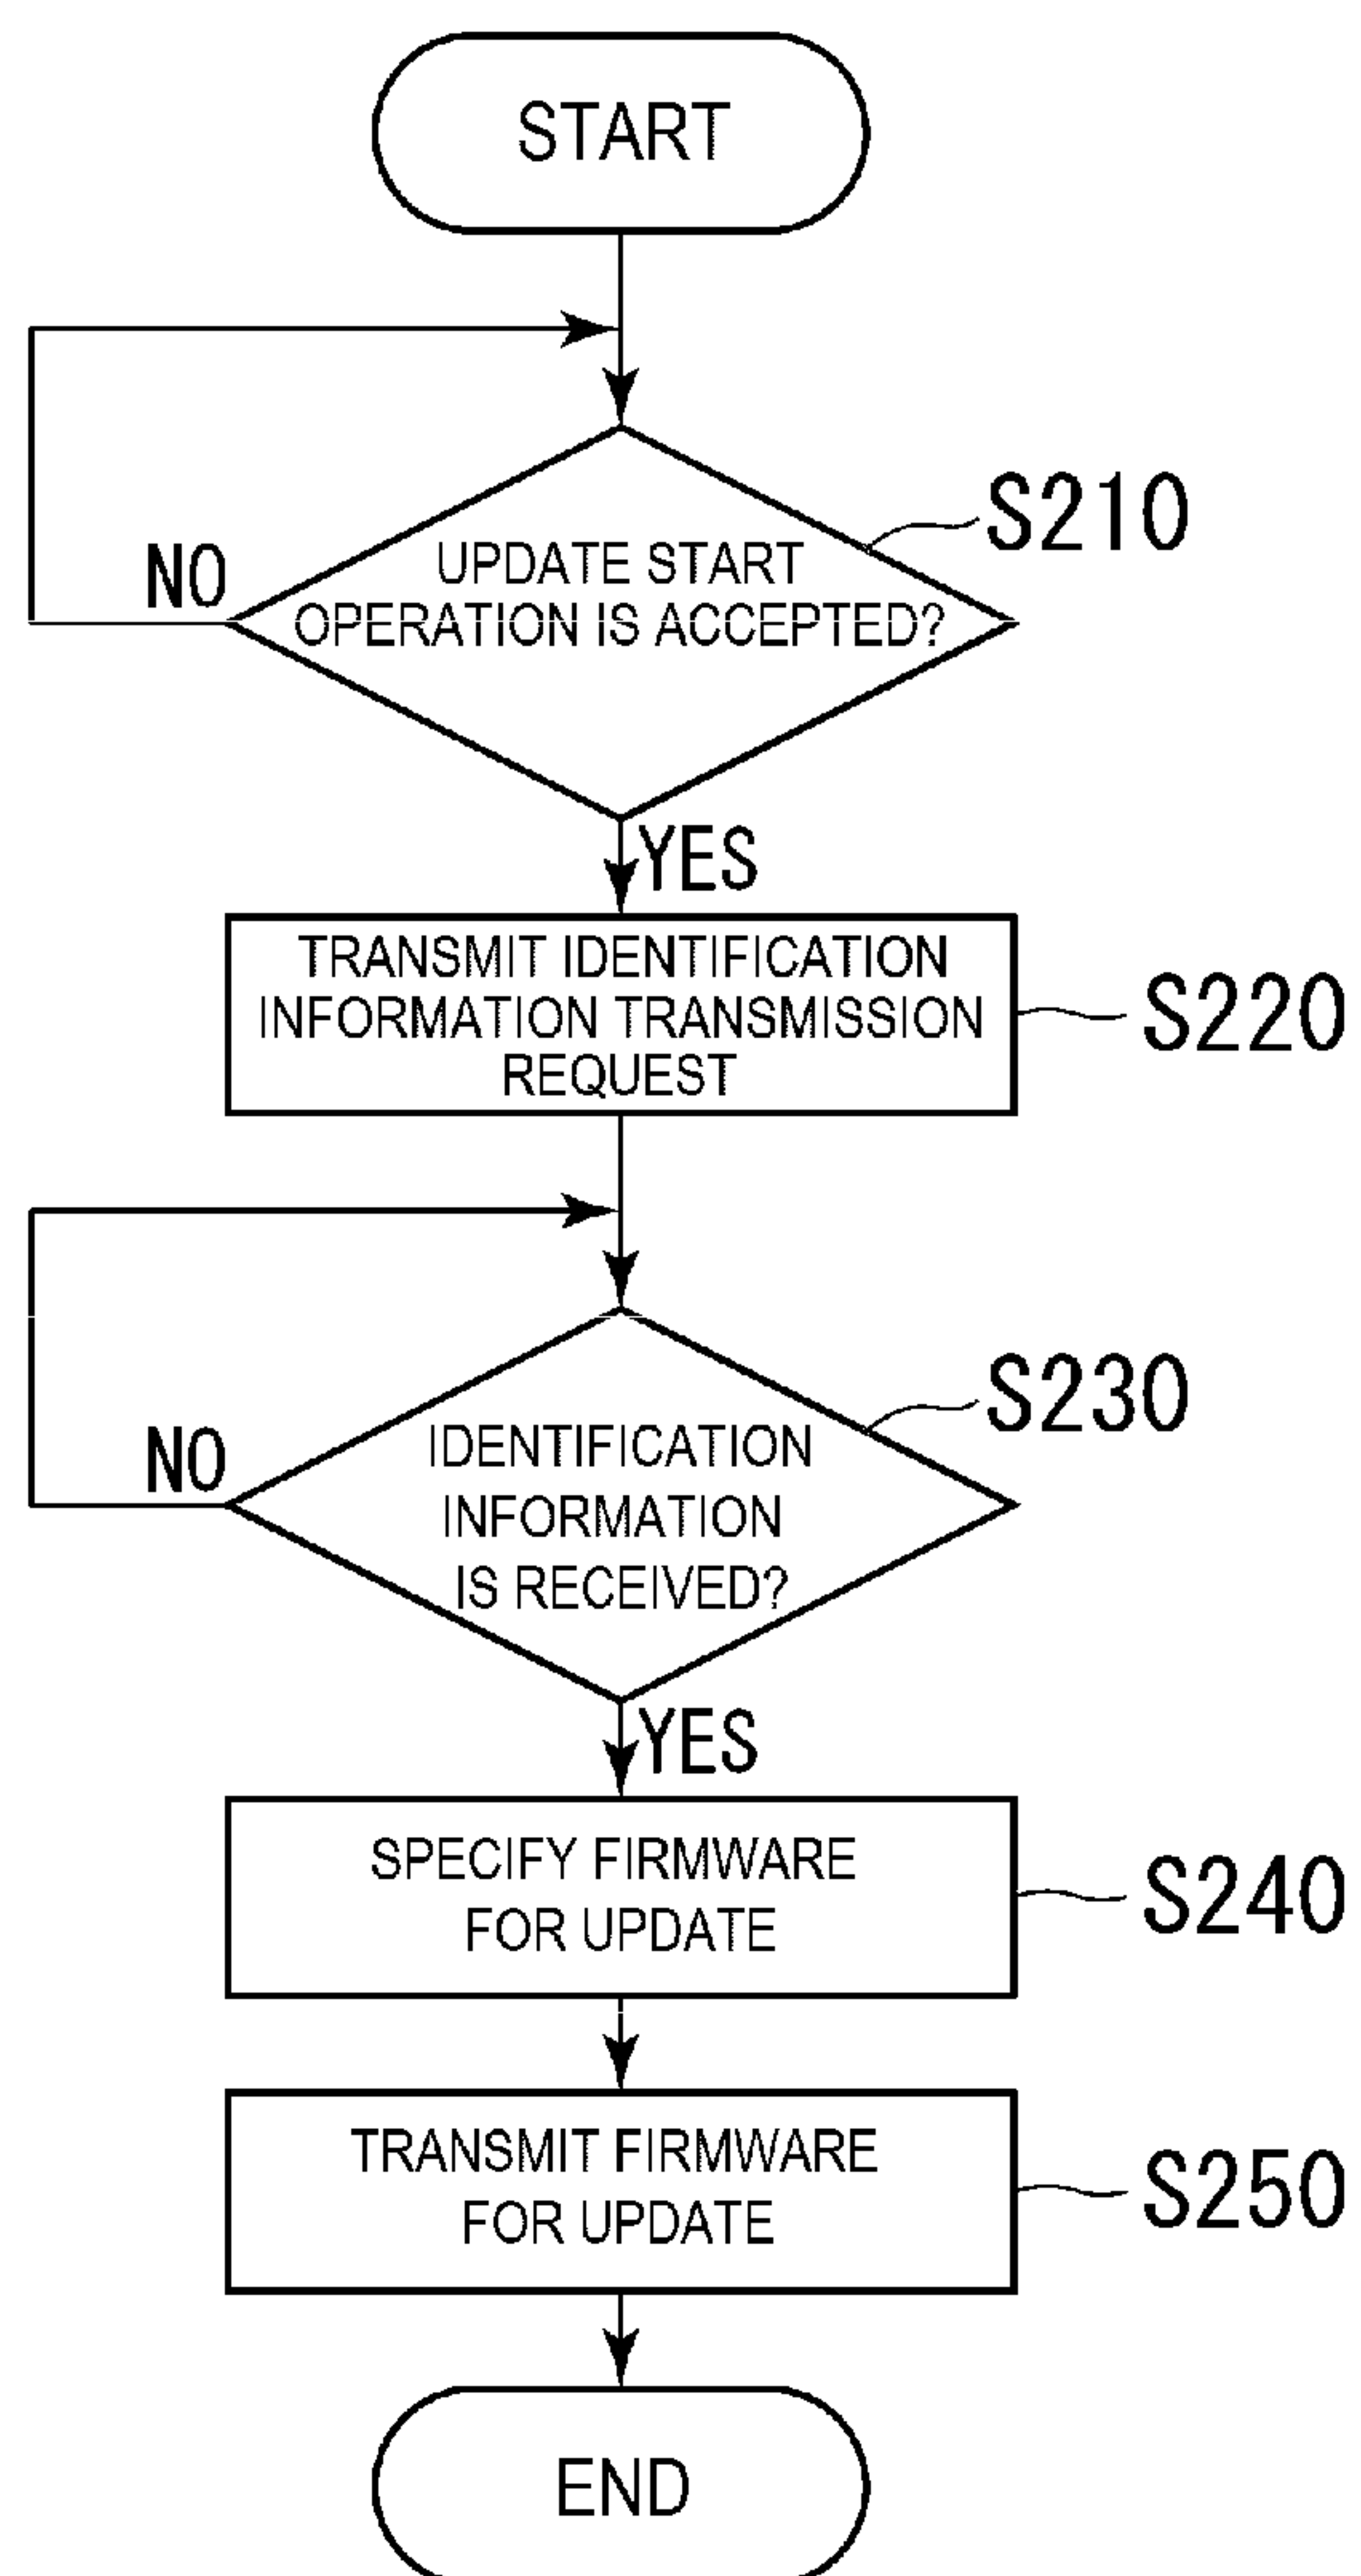 START
S210
NO
UPDATE START
OPERATION IS ACCEPTED?
YES
TRANSMIT IDENTIFICATION
INFORMATION TRANSMISSION
REQUEST
S220
S230
NO
IDENTIFICATION
INFORMATION
IS RECEIVED?
YES
SPECIFY FIRMWARE
FOR UPDATE
S240
TRANSMIT FIRMWARE
FOR UPDATE
S250
END